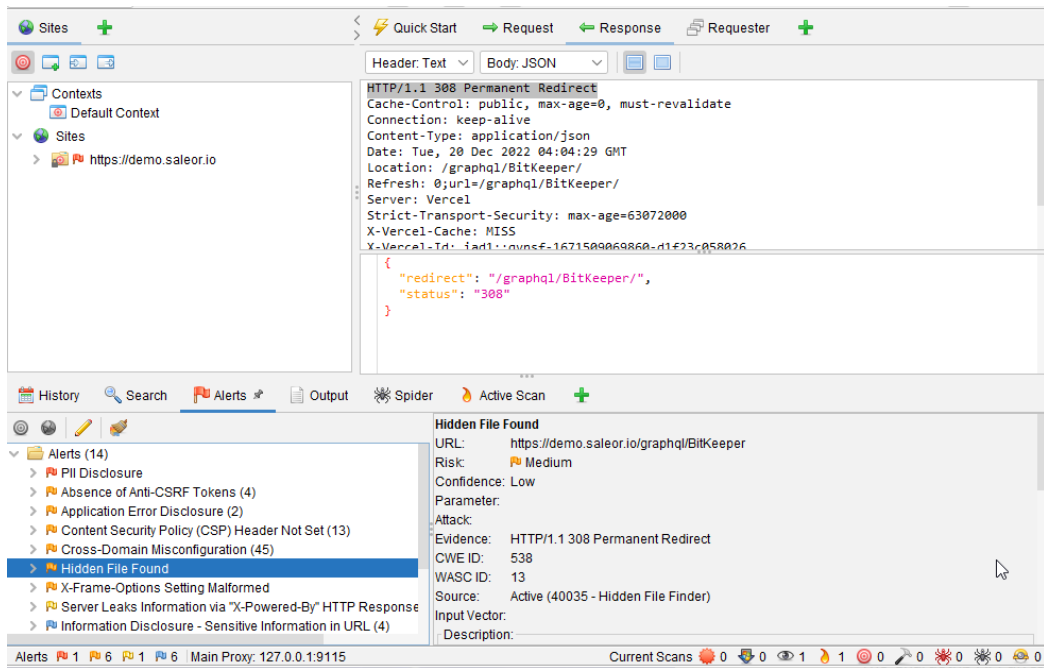 Sites
Quick Start
Request
Response
Requester
Header: Text
Body: JSON
Contexts
Default Context
Sites
https://demo.saleor.io
HTTP/1.1 308 Permanent Redirect
Cache-Control: public, max-age=0, must-revalidate
Connection: keep-alive
Content-Type: application/json
Date: Tue, 20 Dec 2022 04:04:29 GMT
Location: /graphql/BitKeeper/
Refresh: 0;url=/graphql/BitKeeper/
Server: Vercel
Strict-Transport-Security: max-age=63072000
X-Vercel-Cache: MISS
X-Vercel-Id: iad1::
{
"redirect": "/graphql/BitKeeper/",
"status": "308"
}
History
Search
Alerts
Output
Spider
Active Scan
Alerts (14)
PII Disclosure
Absence of Anti-CSRF Tokens (4)
Application Error Disclosure (2)
Content Security Policy (CSP) Header Not Set (13)
Cross-Domain Misconfiguration (45)
Hidden File Found
X-Frame-Options Setting Malformed
Server Leaks Information via "X-Powered-By" HTTP Response
Information Disclosure - Sensitive Information in URL (4)
Hidden File Found
URL: https://demo.saleor.io/graphql/BitKeeper
Risk: Medium
Confidence: Low
Parameter:
Attack:
Evidence: HTTP/1.1 308 Permanent Redirect
CWE ID: 538
WASC ID: 13
Source: Active (40035 - Hidden File Finder)
Input Vector:
Description:
Alerts 1 6 1 6 Main Proxy: 127.0.0.1:9115
Current Scans 0 0 1 1 0 0 0 0 0